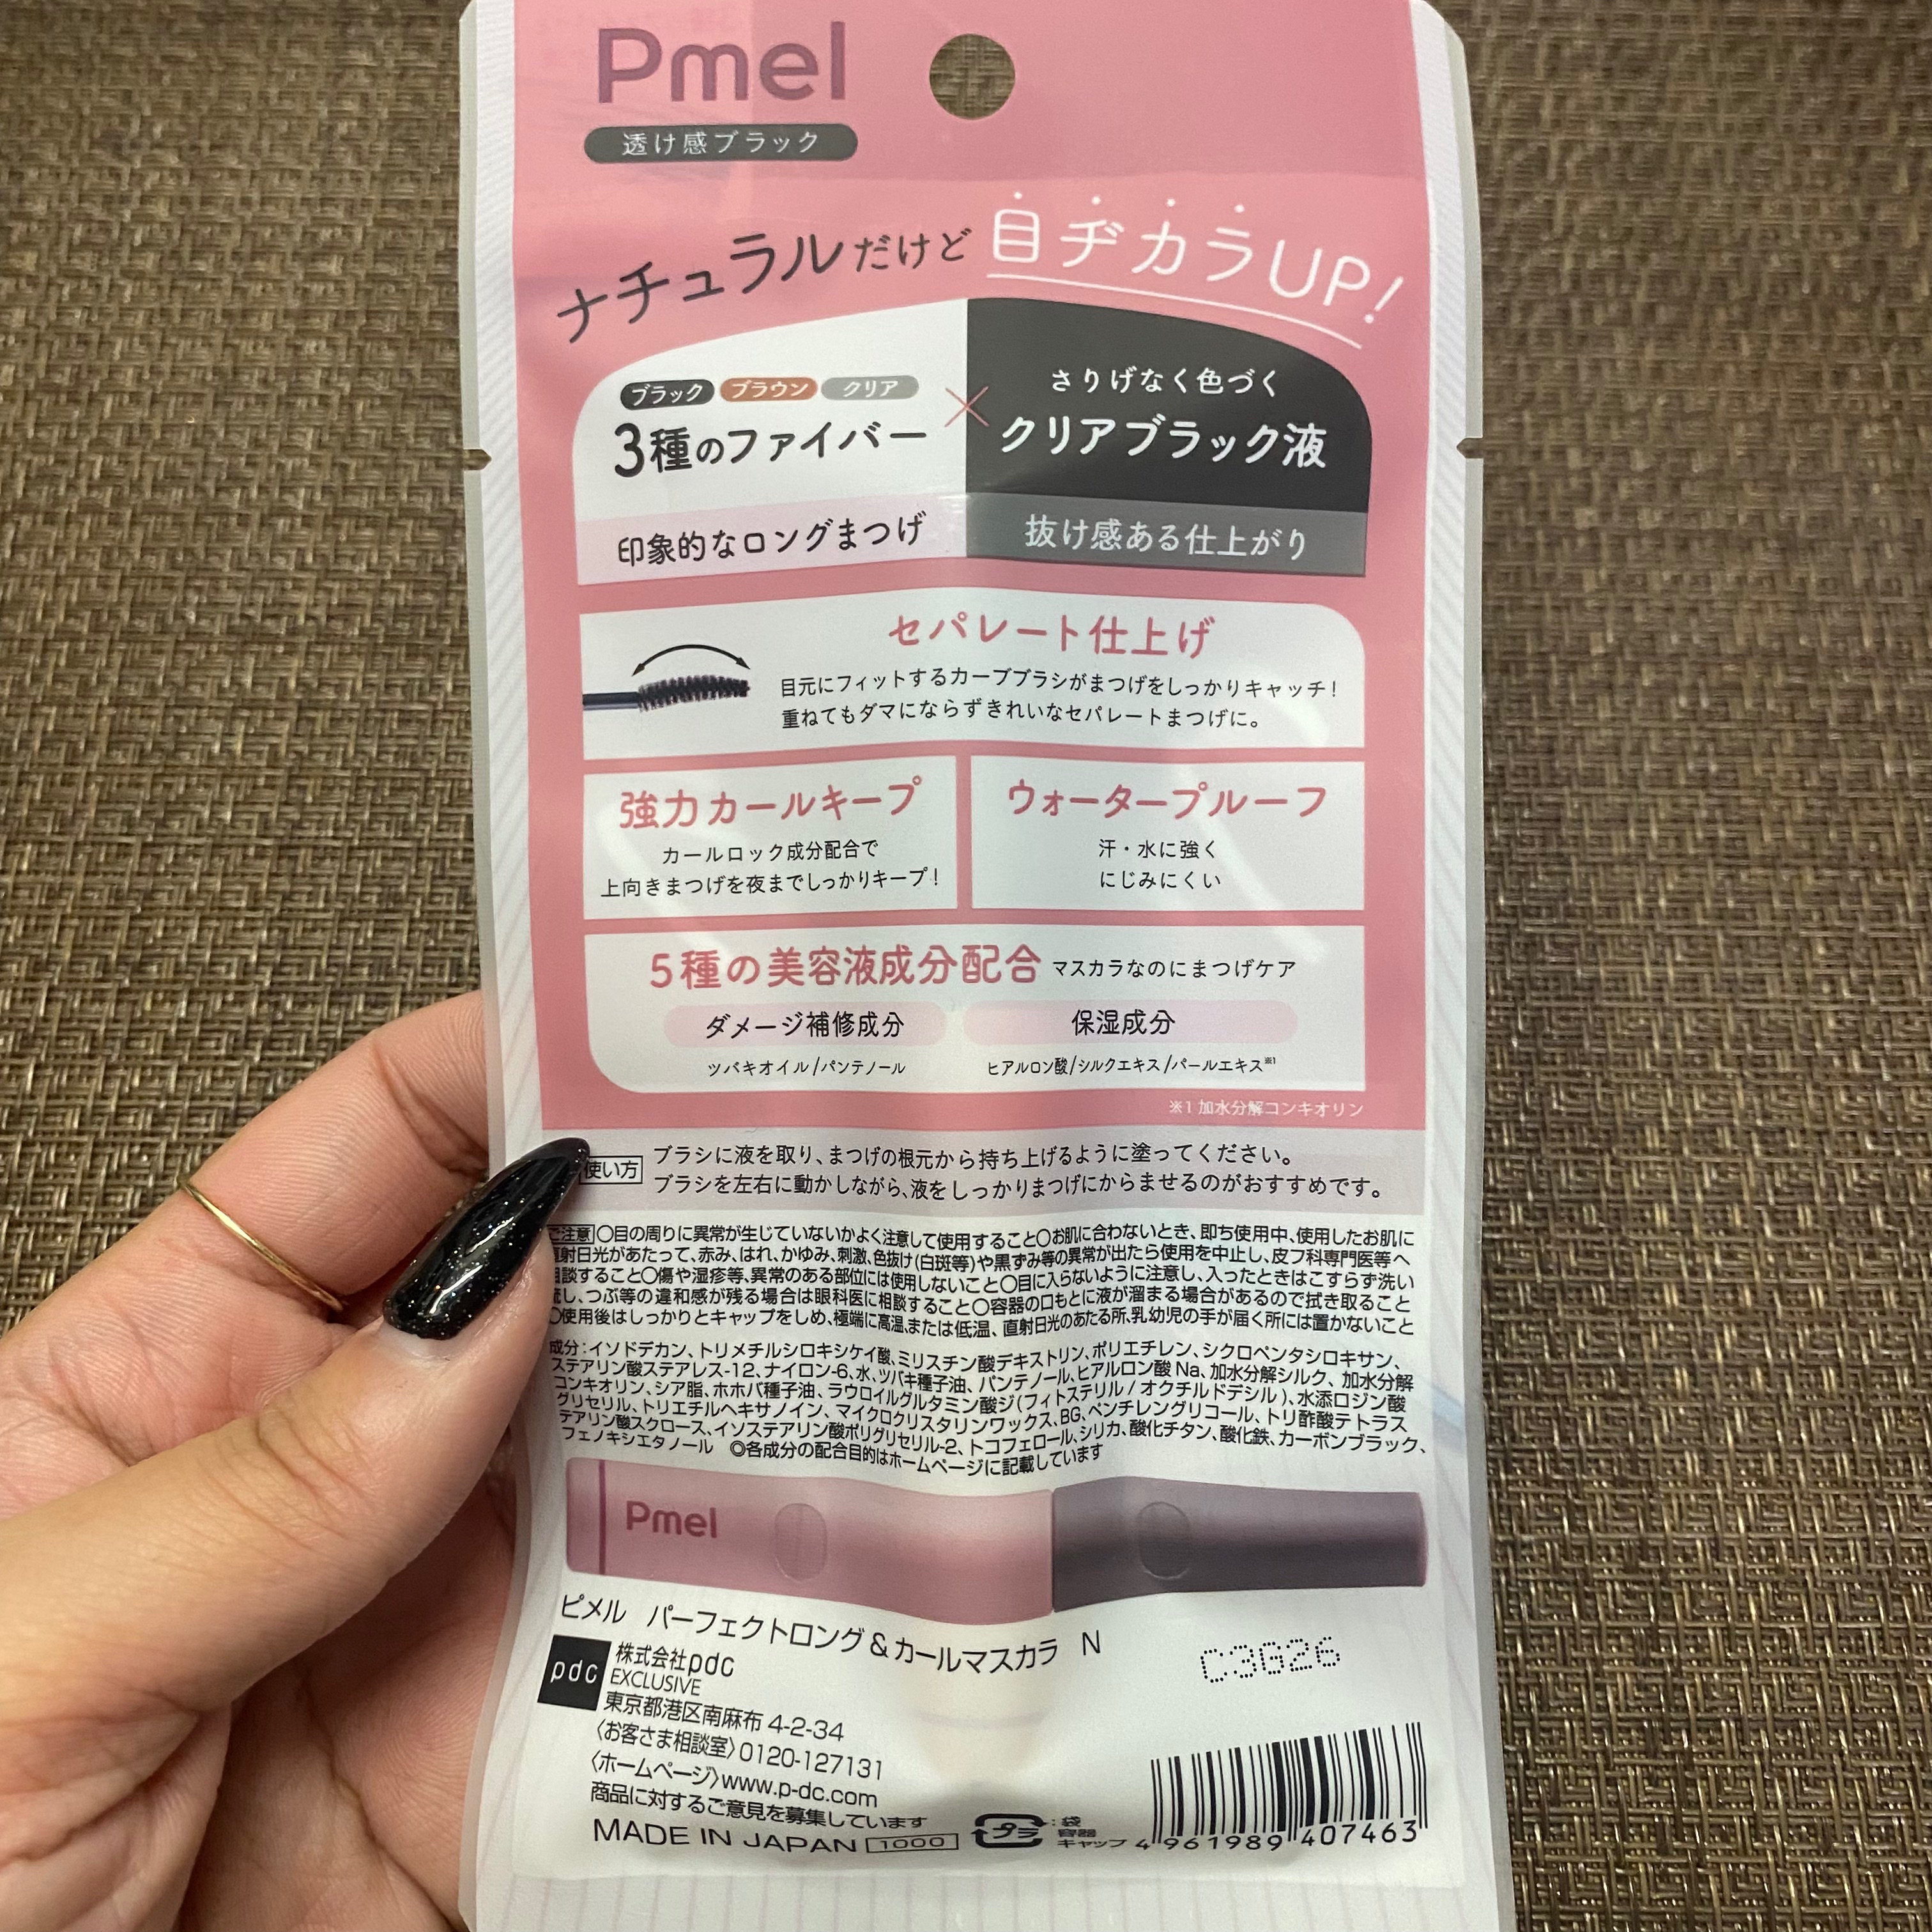 Pmel
透け感ブラック
ナチュラルだけど 目ヂカラUP!
ブラック ブラウン クリア
3種のファイバー
×
さりげなく色づく
クリアブラック液
印象的なロングまつげ
抜け感ある仕上がり
セパレート仕上げ
目元にフィットするカーブブラシがまつげをしっかりキャッチ!
重ねてもダマにならずきれいなセパレートまつげに。
強力カールキープ
カールロック成分配合で
上向きまつげを夜までしっかりキープ!
ウォータープルーフ
汗・水に強く
にじみにくい
5種の美容液成分配合 マスカラなのにまつげケア
ダメージ補修成分
ツバキオイル/パンテノール
保湿成分
ヒアルロン酸/シルクエキス/パールエキス※1
※1 加水分解コンキオリン
使い方
ブラシに液を取り、まつげの根元から持ち上げるように塗ってください。
ブラシを左右に動かしながら、液をしっかりまつげにからませるのがおすすめです。
ご注意 〇目の周りに異常が生じていないかよく注意して使用すること〇お肌に合わないとき、即ち使用中、使用したお肌に
直射日光があたって、赤み、はれ、かゆみ、刺激、色抜け(白斑等)や黒ずみ等の異常が出たら使用を中止し、皮フ科専門医等へ
相談すること〇傷や湿疹等、異常のある部位には使用しないこと〇目に入らないように注意し、入ったときはこすらず洗い
流し、つぶ等の違和感が残る場合は眼科医に相談すること〇容器の口もとに液が溜まる場合があるので拭き取ること
〇使用後はしっかりとキャップをしめ、極端に高温または低温、直射日光のあたる所、乳幼児の手が届く所には置かないこと
成分:イソドデカン、トリメチルシロキシケイ酸、ミリスチン酸デキストリン、ポリエチレン、シクロペンタシロキサン、
ステアリン酸ステアレス-12、ナイロン-6、水、ツバキ種子油、パンテノール、ヒアルロン酸Na、加水分解シルク、加水分解
コンキオリン、シア脂、ホホバ種子油、ラウロイルグルタミン酸ジ(フィトステリル/オクチルドデシル)、水添ロジン酸
グリセリル、トリエチルヘキサノイン、マイクロクリスタリンワックス、BG、ペンチレングリコール、トリ酢酸テトラス
テアリン酸スクロース、イソステアリン酸ポリグリセリル-2、トコフェロール、シリカ、酸化チタン、酸化鉄、カーボンブラック、
フェノキシエタノール ◎各成分の配合目的はホームページに記載しています
Pmel
ピメル パーフェクトロング&カールマスカラ N
C3G26
pdc
株式会社pdc
EXCLUSIVE
東京都港区南麻布 4-2-34
〈お客さま相談室〉0120-127131
〈ホームページ〉www.p-dc.com
商品に対するご意見を募集しています
MADE IN JAPAN 1000
プラ
:袋
容器
キャップ
4 961989 407463